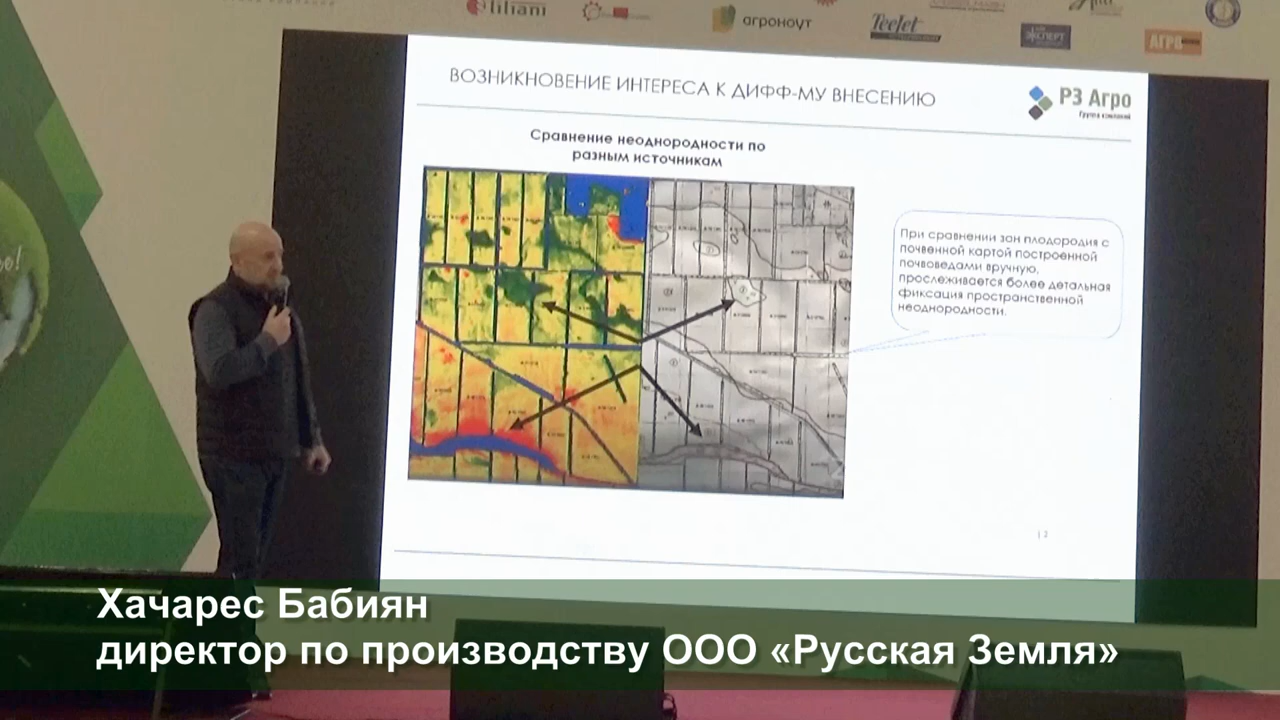 liliani
агроноут
TeeJet
ЭКСПЕРТ
АГРО
ВОЗНИКНОВЕНИЕ ИНТЕРЕСА К ДИФФ-МУ ВНЕСЕНИЮ
РЗ Агро
Группа компаний
Сравнение неоднородности по
разным источникам
При сравнении зон плодородия с
почвенной картой построенной
почвоведами вручную,
прослеживается более детальная
фиксация пространственной
неоднородности.
| 2
Хачарес Бабиян
директор по производству ООО «Русская Земля»